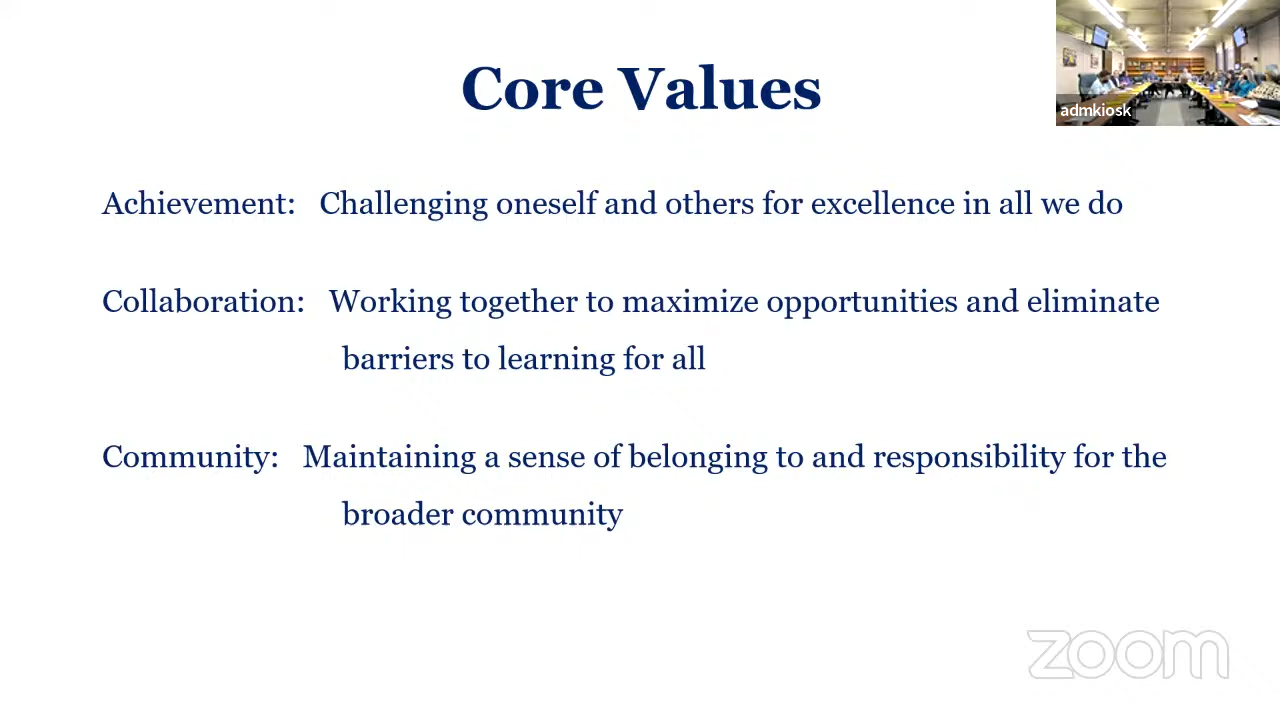 Core Values
admkiosk
Achievement: Challenging oneself and others for excellence in all we do
Collaboration: Working together to maximize opportunities and eliminate
barriers to learning for all
Community: Maintaining a sense of belonging to and responsibility for the
broader community
zoom